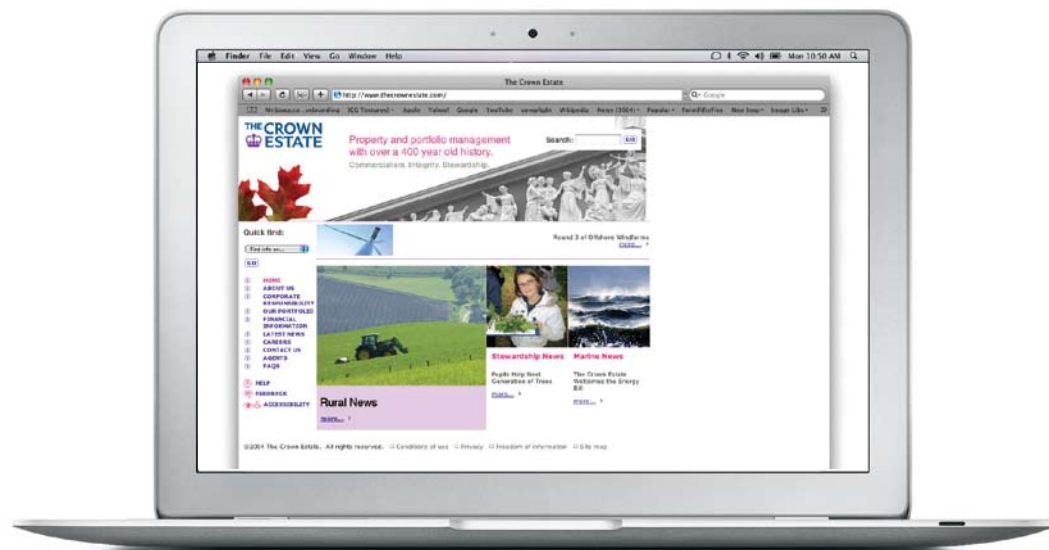 Finder File Edit View Go Window Help
Mon 10:50 AM
The Crown Estate
http://www.thecrownestate.com/
Google
Apple Yahoo! Google YouTube Wikipedia News Popular
THE CROWN
ESTATE
Property and portfolio management
with over a 400 year old history.
Commercialism. Integrity. Stewardship.
Search:
GO
Quick find:
Find info on...
GO
Round 3 of Offshore Windfarms
more...
HOME
ABOUT US
CORPORATE
RESPONSIBILITY
OUR PORTFOLIO
FINANCIAL
INFORMATION
LATEST NEWS
CAREERS
CONTACT US
AGENTS
FAQS
HELP
FEEDBACK
ACCESSIBILITY
Rural News
more...
Stewardship News
Pupils Help Next
Generation of Trees
more...
Marine News
The Crown Estate
Welcomes the Energy
Bill
more...
©2004 The Crown Estate. All rights reserved. Conditions of use Privacy Freedom of information Site map